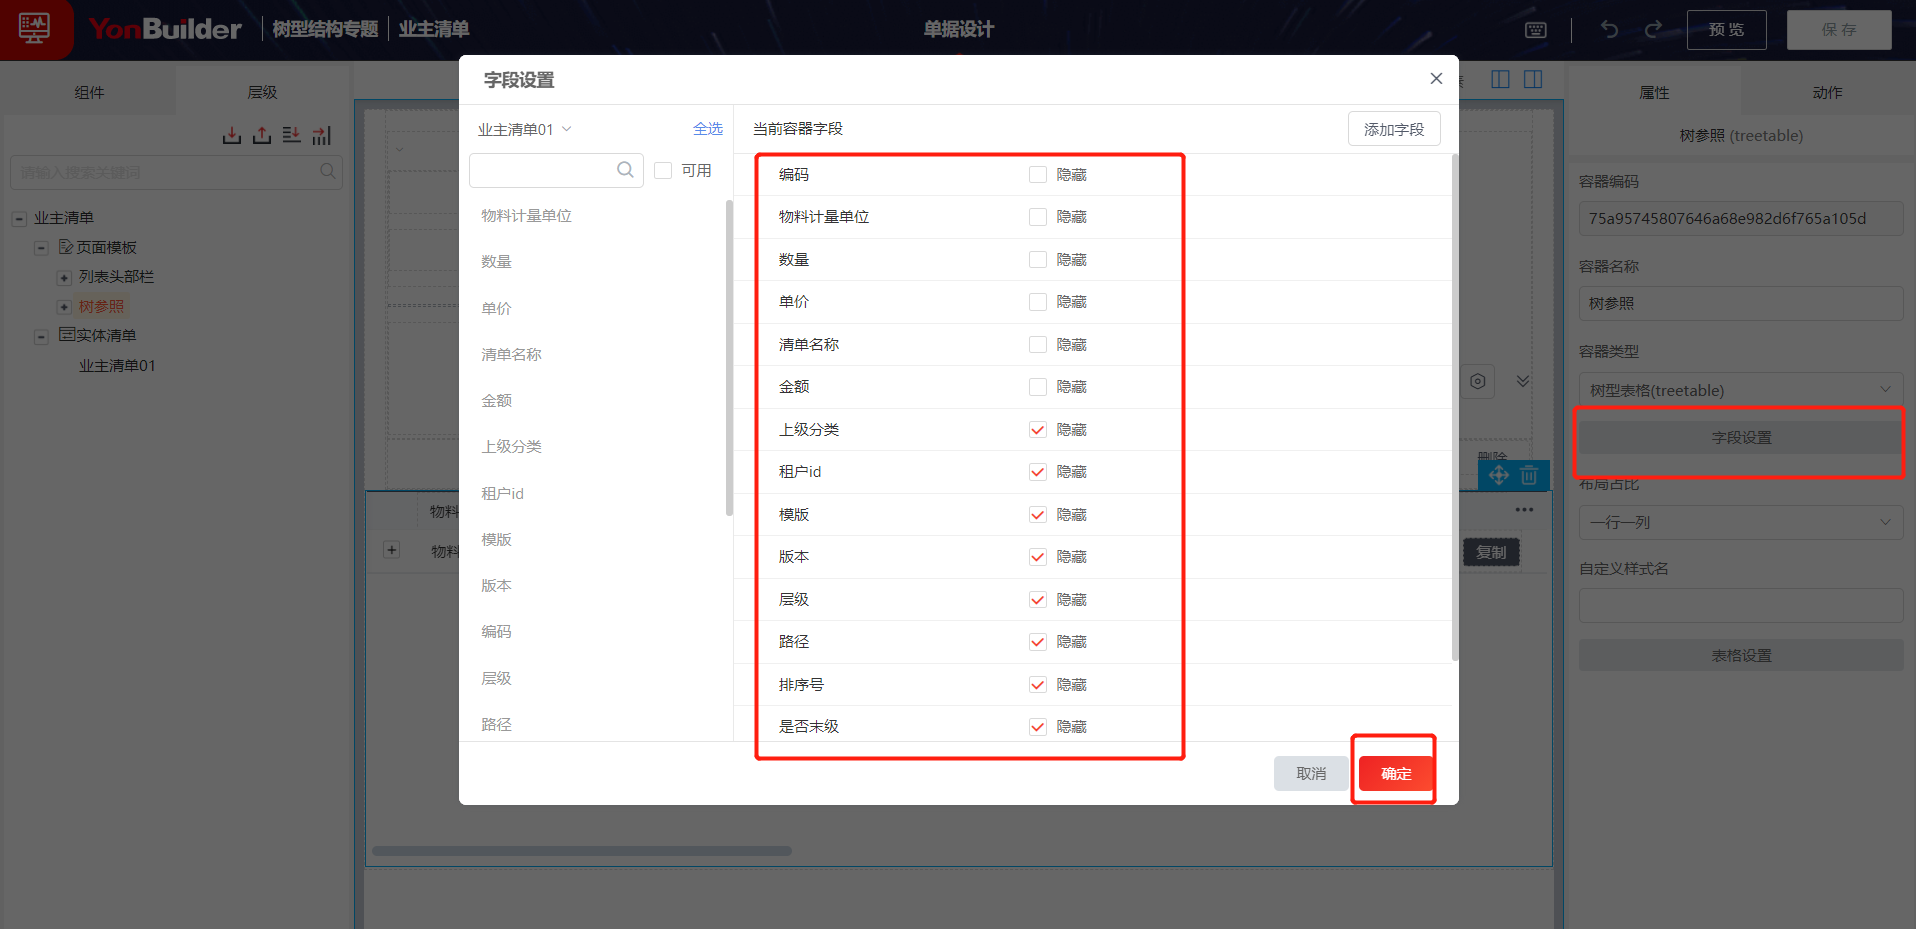 YonBuilder
树型结构专题
业主清单
单据设计
预览
保存
组件
层级
请输入搜索关键词
业主清单
页面模板
列表头部栏
树参照
实体清单
业主清单01
物料
物料
删除
复制
字段设置
业主清单01
全选
可用
物料计量单位
数量
单价
清单名称
金额
上级分类
租户id
模版
版本
编码
层级
路径
当前容器字段
添加字段
编码 隐藏
物料计量单位 隐藏
数量 隐藏
单价 隐藏
清单名称 隐藏
金额 隐藏
上级分类 隐藏
租户id 隐藏
模版 隐藏
版本 隐藏
层级 隐藏
路径 隐藏
排序号 隐藏
是否末级 隐藏
取消
确定
属性
动作
树参照 (treetable)
容器编码
75a95745807646a68e982d6f765a105d
容器名称
树参照
容器类型
树型表格(treetable)
字段设置
布局占比
一行一列
自定义样式名
表格设置